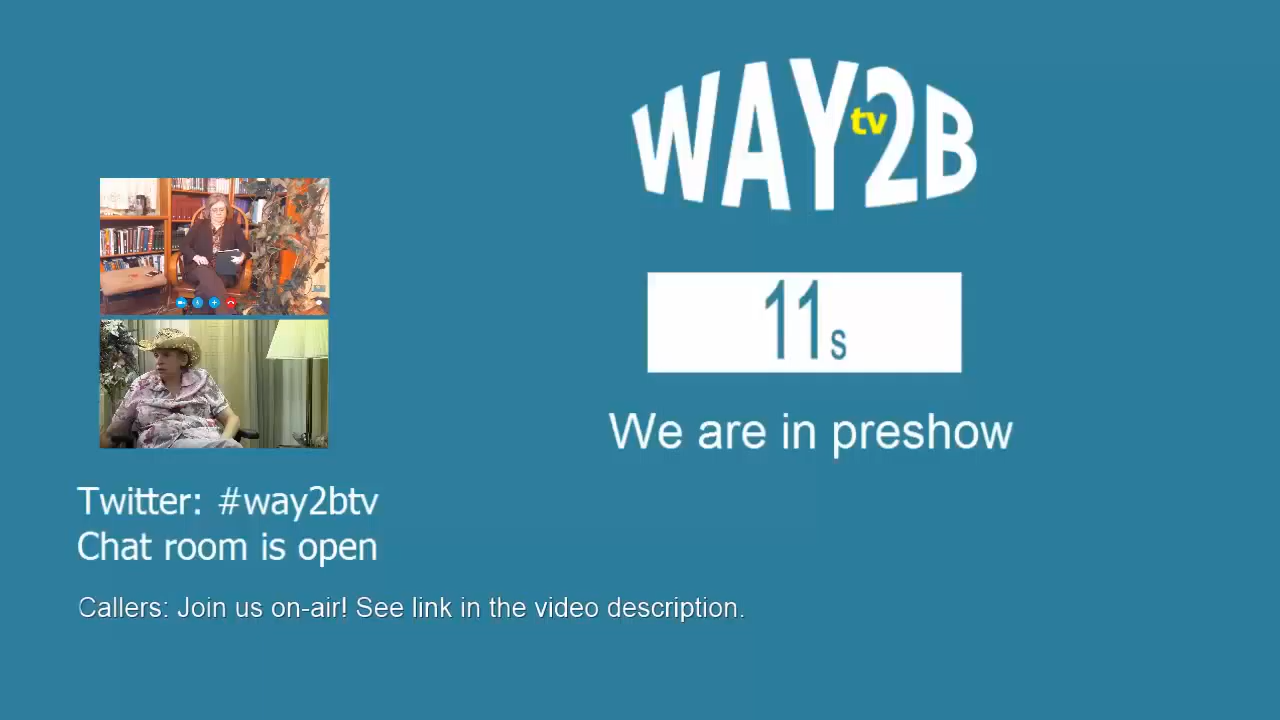 WAY tv 2B
11s
We are in preshow
Twitter: #way2btv
Chat room is open
Callers: Join us on-air! See link in the video description.